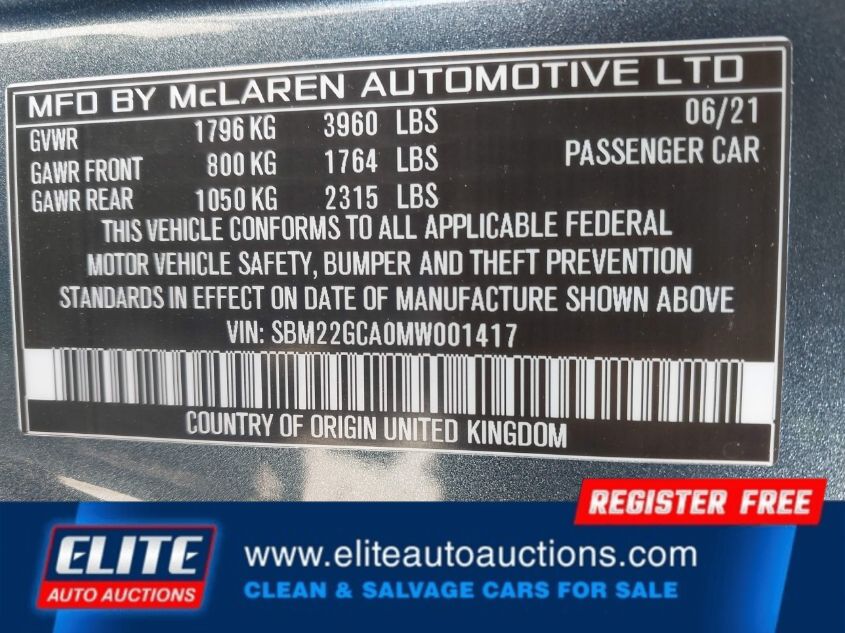 MFD BY McLAREN AUTOMOTIVE LTD
GVWR 1796 KG 3960 LBS 06/21
GAWR FRONT 800 KG 1764 LBS PASSENGER CAR
GAWR REAR 1050 KG 2315 LBS
THIS VEHICLE CONFORMS TO ALL APPLICABLE FEDERAL
MOTOR VEHICLE SAFETY, BUMPER AND THEFT PREVENTION
STANDARDS IN EFFECT ON DATE OF MANUFACTURE SHOWN ABOVE
VIN: SBM22GCA0MW001417
COUNTRY OF ORIGIN UNITED KINGDOM
REGISTER FREE
ELITE
AUTO AUCTIONS
www.eliteautoauctions.com
CLEAN & SALVAGE CARS FOR SALE